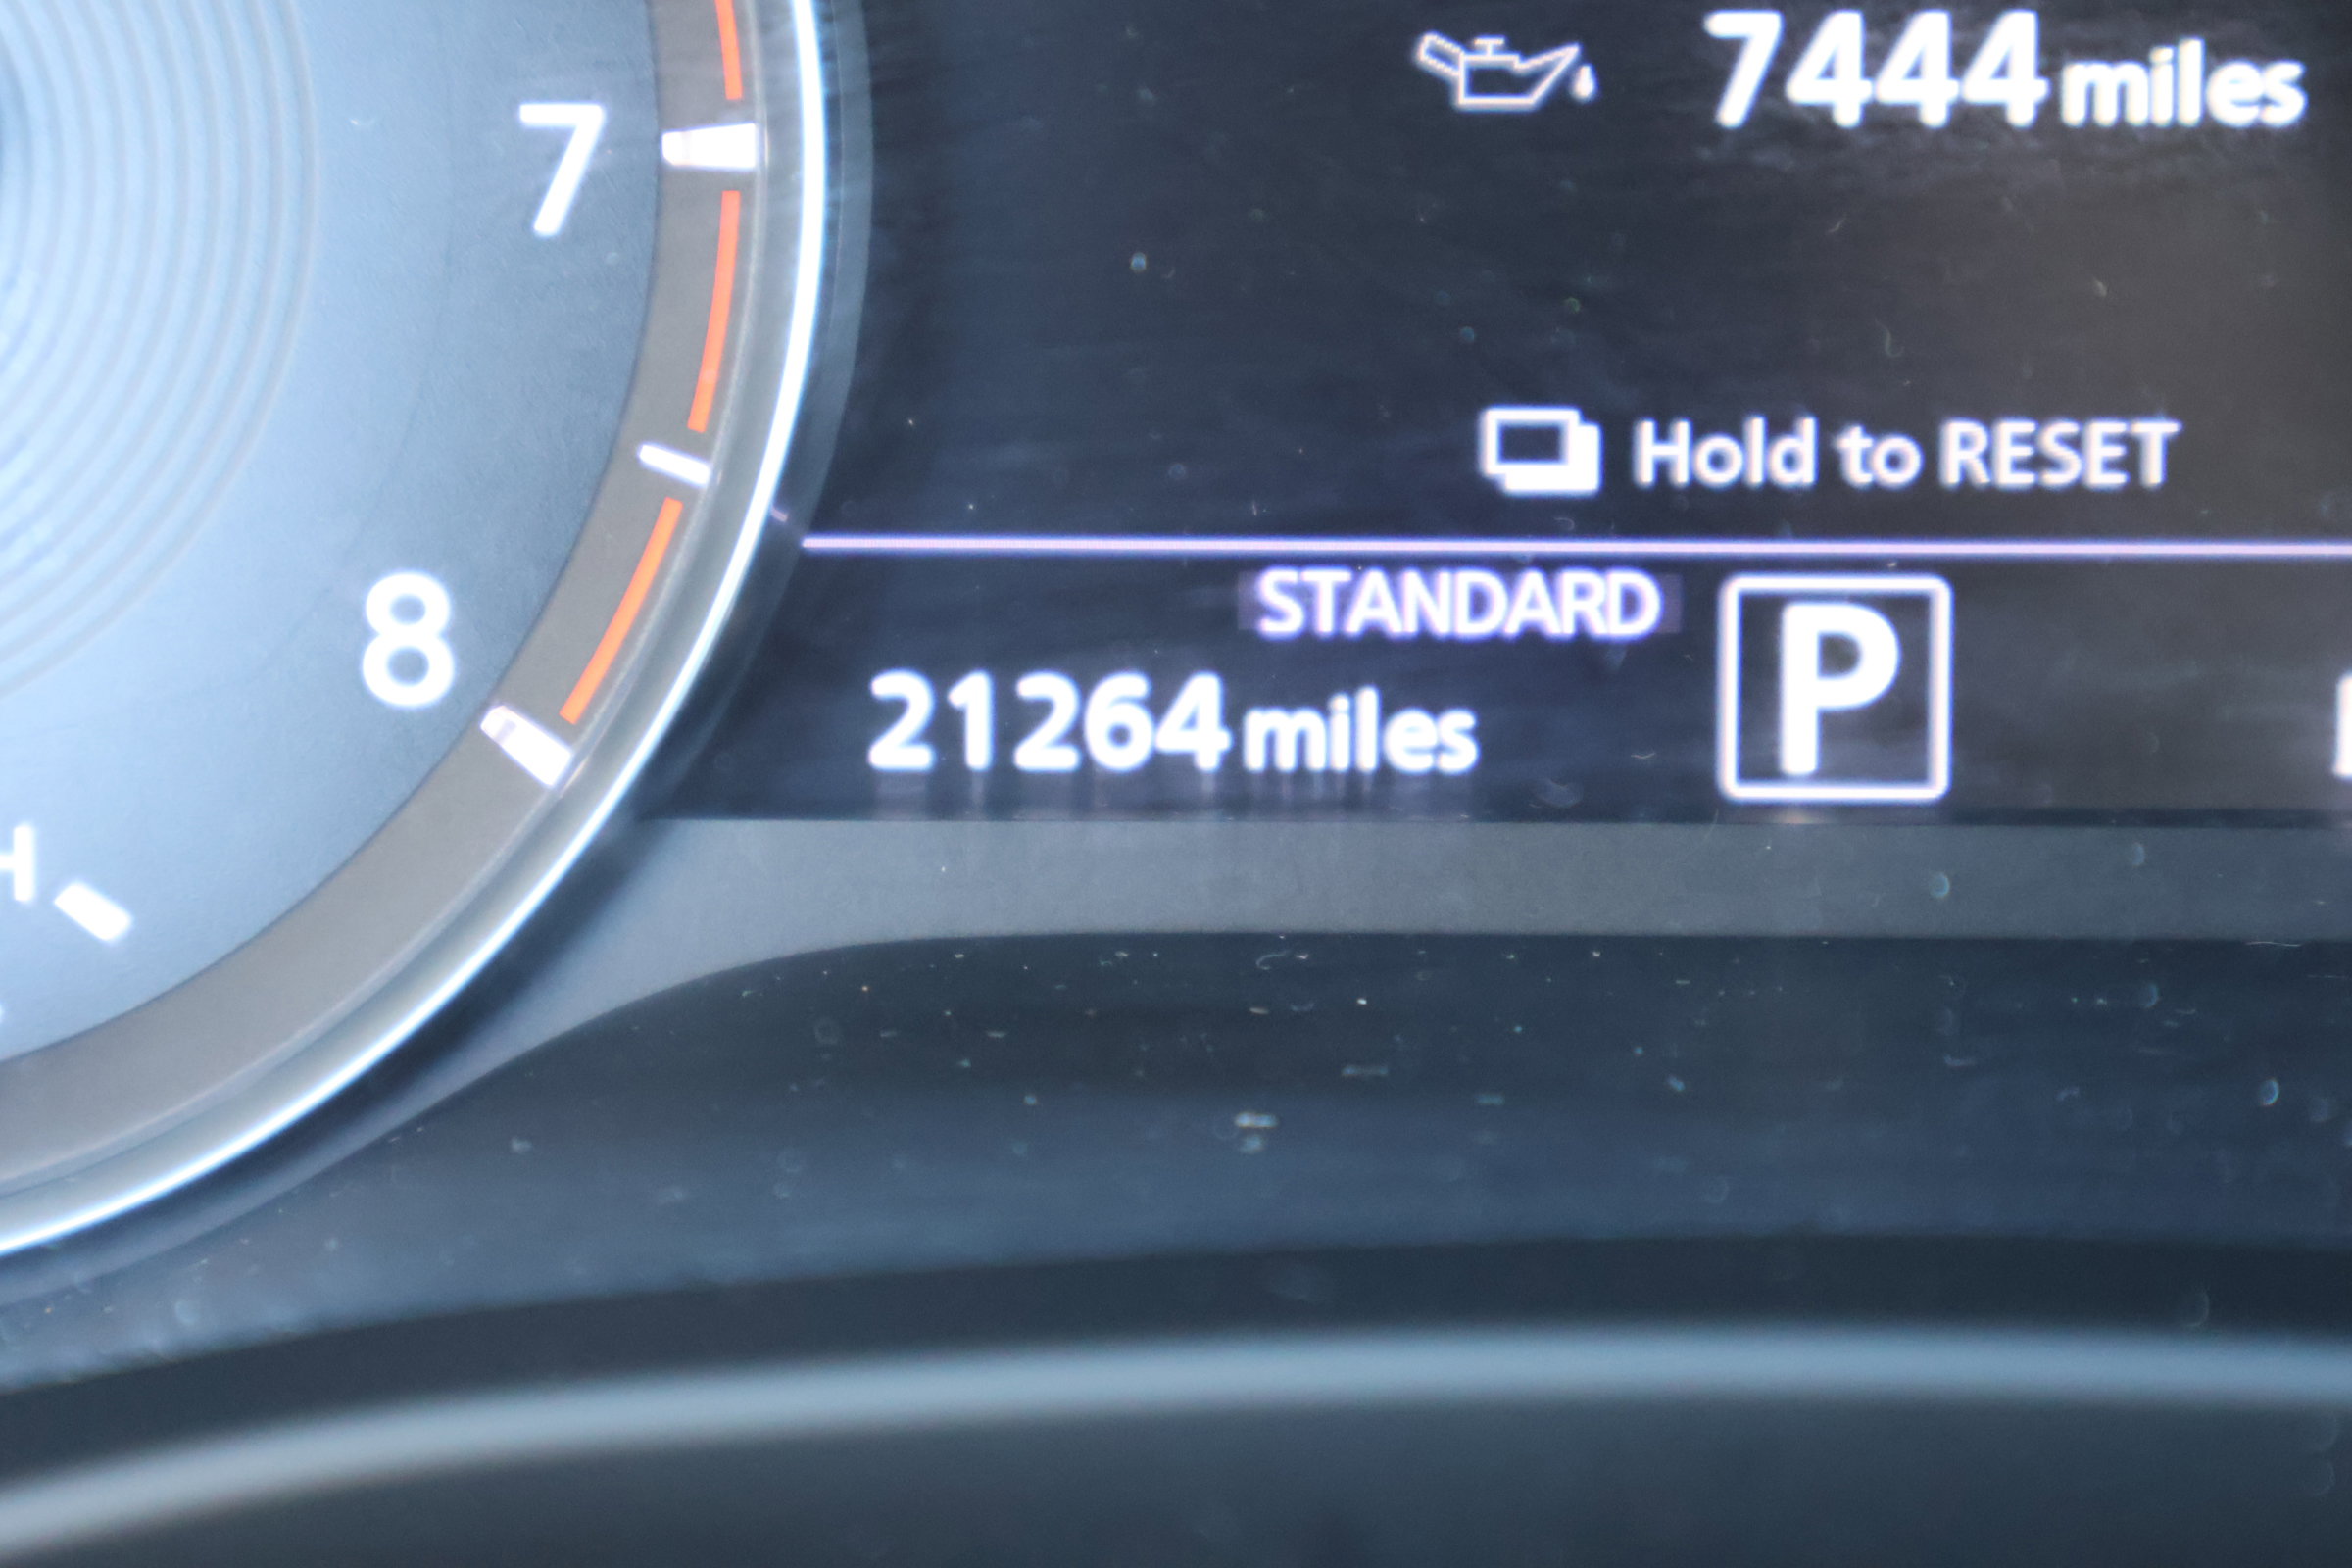 7444 miles
7
Hold to RESET
STANDARD
P
8
21264 miles
H